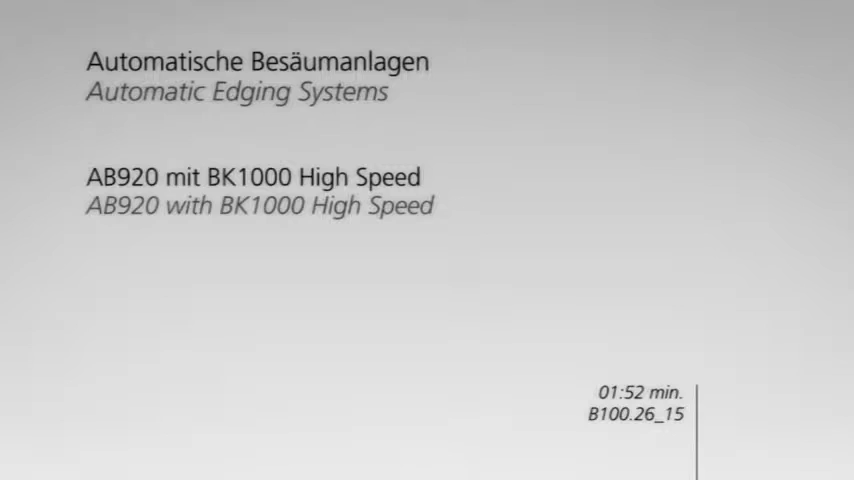 Automatische Besäumanlagen
Automatic Edging Systems
AB920 mit BK1000 High Speed
AB920 with BK1000 High Speed
01:52 min.
B100.26_15